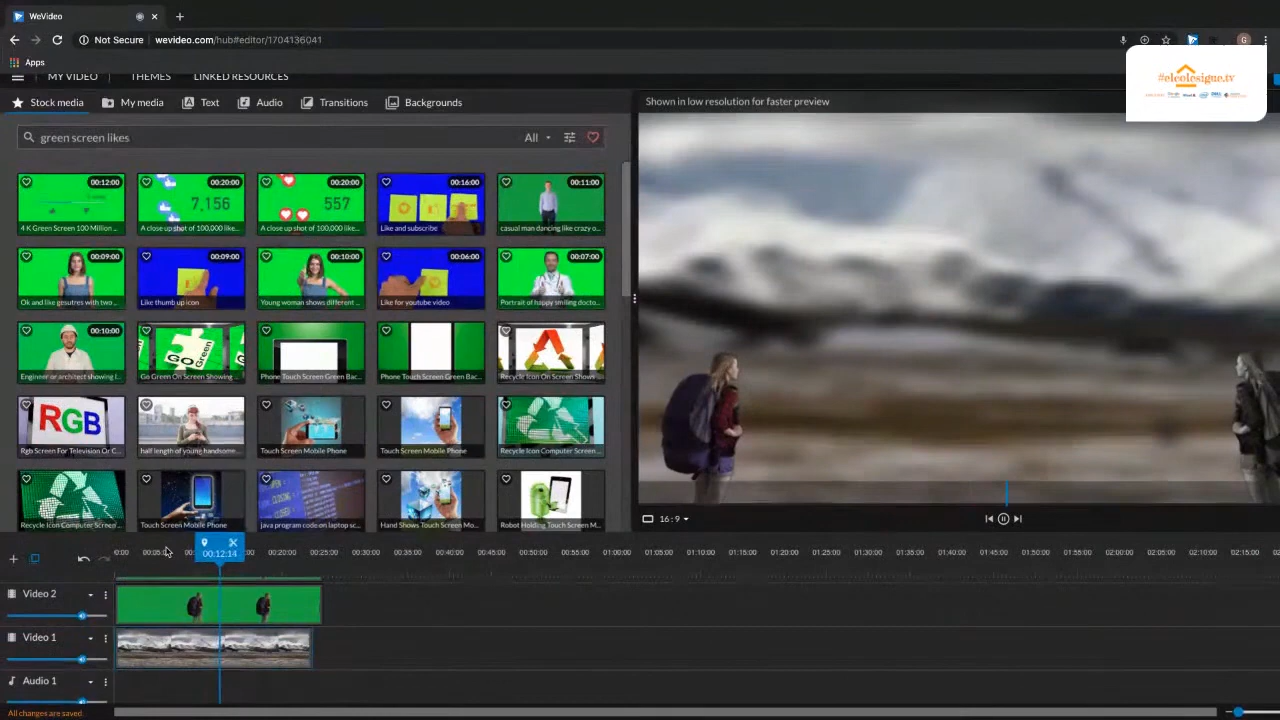 WeVideo
Not Secure wevideo.com/hub#editor/1704136041
G
Apps
#elcolesigue.tv
MY VIDEO THEMES LINKED RESOURCES
Stock media My media Text Audio Transitions Backgrounds
Shown in low resolution for faster preview
green screen likes All
00:12:00 00:20:00 00:20:00 00:16:00 00:11:00
7,156 557
4 K Green Screen 100 Million ... A close up shot of 100,000 like... A close up shot of 100,000 like... Like and subscribe casual man dancing like crazy o...
00:09:00 00:09:00 00:10:00 00:06:00 00:07:00
Ok and like gesutres with two ... Like thumb up icon Young woman shows different ... Like for youtube video Portrait of happy smiling docto...
00:10:00
GO GREEN
Engineer or architect showing l... Go Green On Screen Showing ... Phone Touch Screen Green Bac... Phone Touch Screen Green Bac... Recycle Icon On Screen Shows ...
RGB
Rgb Screen For Television Or C... half length of young handsome... Touch Screen Mobile Phone Touch Screen Mobile Phone Recycle Icon Computer Screen ...
Recycle Icon Computer Screen ... Touch Screen Mobile Phone java program code on laptop sc... Hand Shows Touch Screen Mo... Robot Holding Touch Screen M...
16:9
0:00 00:05:0 00:12:14 00 00:20:00 00:25:00 00:30:00 00:35:00 00:40:00 00:45:00 00:50:00 00:55:00 01:00:00 01:05:00 01:10:00 01:15:00 01:20:00 01:25:00 01:30:00 01:35:00 01:40:00 01:45:00 01:50:00 01:55:00 02:00:00 02:05:00 02:10:00 02:15:00
Video 2
Video 1
Audio 1
All changes are saved